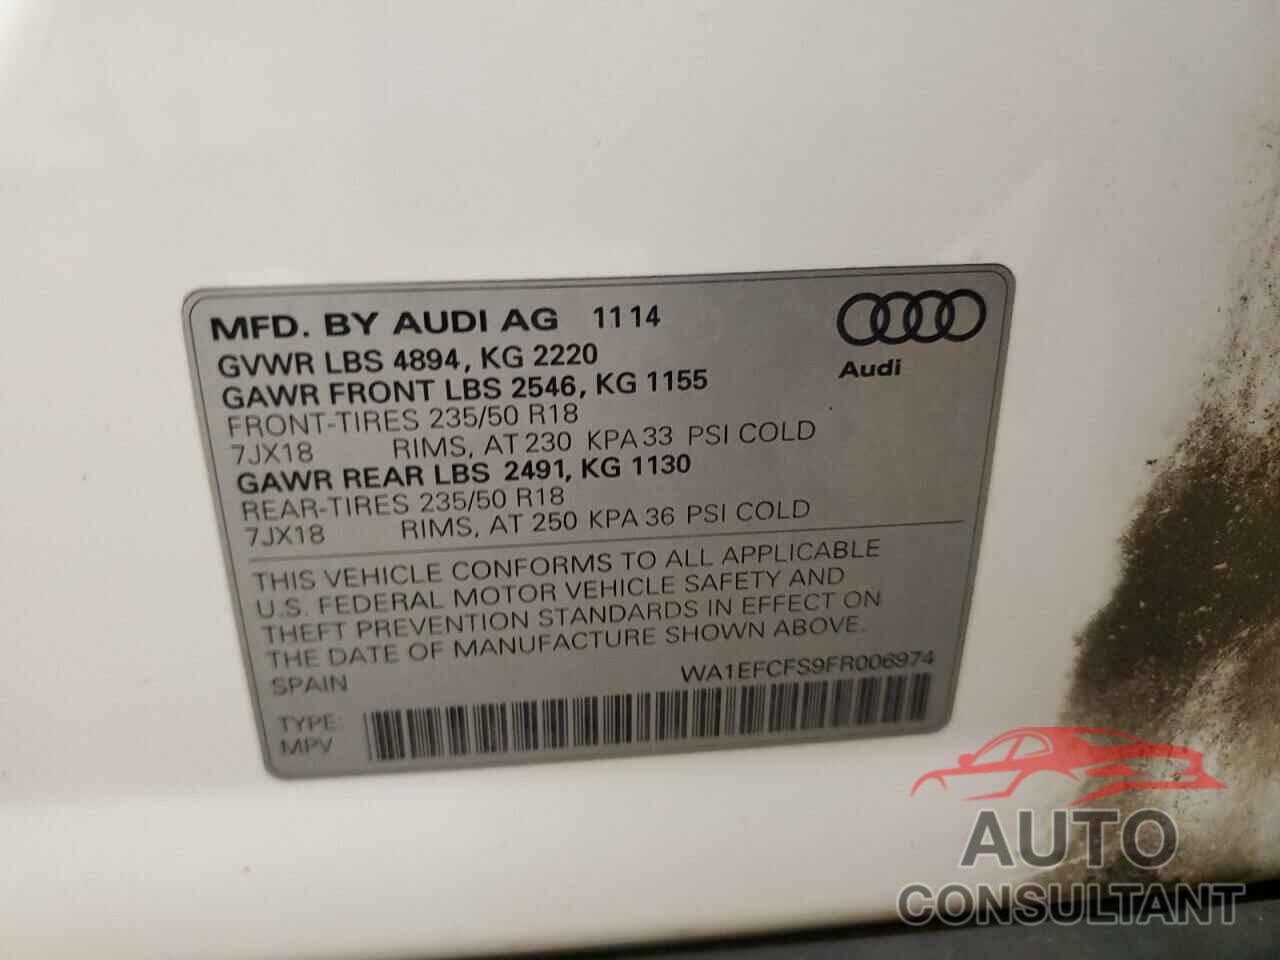 MFD. BY AUDI AG 11 14
GVWR LBS 4894, KG 2220
GAWR FRONT LBS 2546, KG 1155
FRONT-TIRES 235/50 R18
7JX18 RIMS, AT 230 KPA 33 PSI COLD
GAWR REAR LBS 2491, KG 1130
REAR-TIRES 235/50 R18
7JX18 RIMS, AT 250 KPA 36 PSI COLD
Audi
THIS VEHICLE CONFORMS TO ALL APPLICABLE
U.S. FEDERAL MOTOR VEHICLE SAFETY AND
THEFT PREVENTION STANDARDS IN EFFECT ON
THE DATE OF MANUFACTURE SHOWN ABOVE.
SPAIN WA1EFCFS9FR006974
TYPE:
MPV
AUTO
CONSULTANT